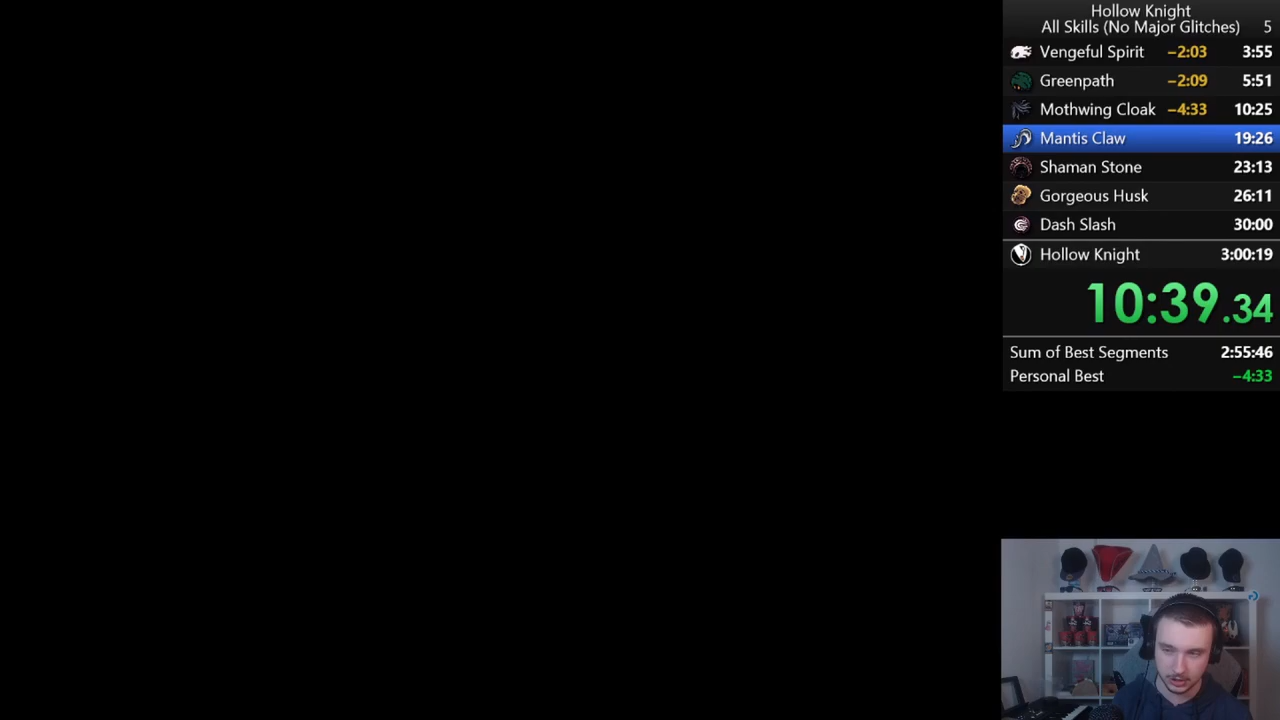 Hollow Knight
All Skills (No Major Glitches) 5
Vengeful Spirit -2:03 3:55
Greenpath -2:09 5:51
Mothwing Cloak -4:33 10:25
Mantis Claw 19:26
Shaman Stone 23:13
Gorgeous Husk 26:11
Dash Slash 30:00
Hollow Knight 3:00:19
10:39.34
Sum of Best Segments 2:55:46
Personal Best -4:33